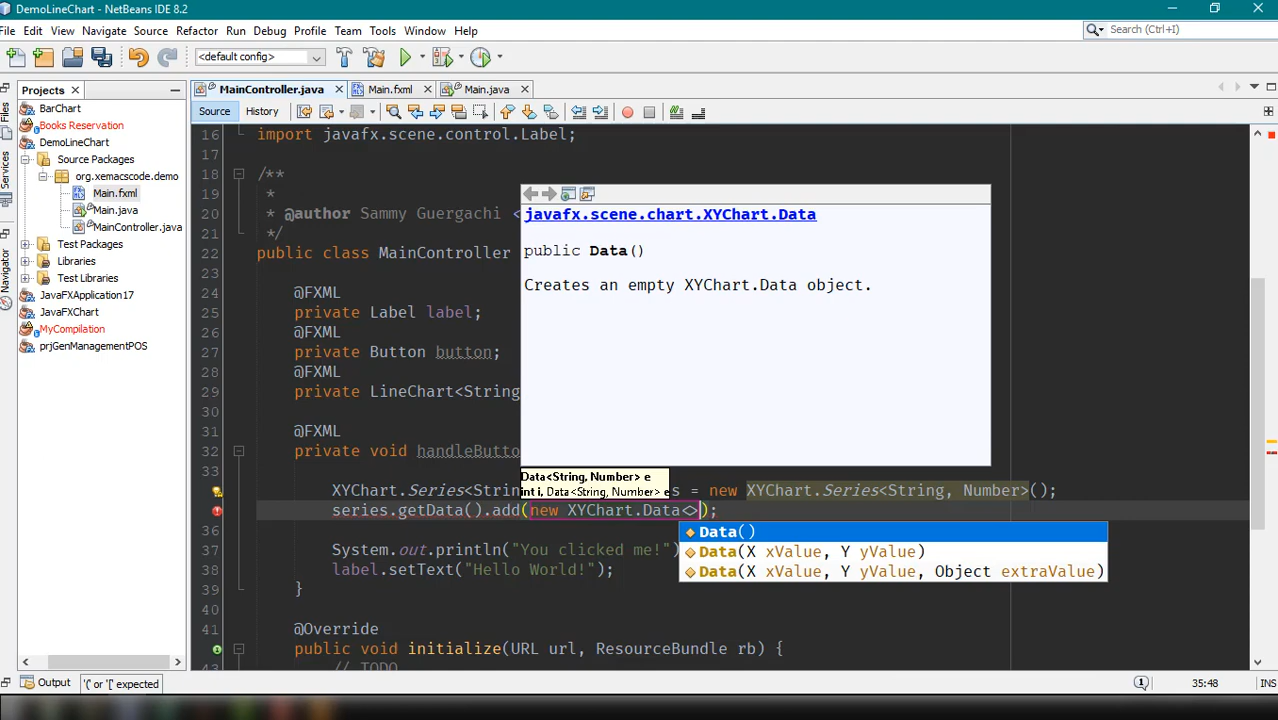 DemoLineChart - NetBeans IDE 8.2
File Edit View Navigate Source Refactor Run Debug Profile Team Tools Window Help
Search (Ctrl+I)
<default config>
Projects
MainController.java
Main.fxml
Main.java
Source History
Files
Services
Navigator
BarChart
Books Reservation
DemoLineChart
Source Packages
org.xemacscode.demo
Main.fxml
Main.java
MainController.java
Test Packages
Libraries
Test Libraries
JavaFXApplication17
JavaFXChart
MyCompilation
prjGenManagementPOS
16 import javafx.scene.control.Label;
17
18 /**
19 *
20 * @author Sammy Guergachi <
21 */
22 public class MainController
23
24 @FXML
25 private Label label;
26 @FXML
27 private Button button;
28 @FXML
29 private LineChart<String
30
31 @FXML
32 private void handleButto
33
XYChart.Series<Strin s = new XYChart.Series<String, Number>();
series.getData().add(new XYChart.Data<>);
36
37 System.out.println("You clicked me!")
38 label.setText("Hello World!");
39 }
40
41 @Override
public void initialize(URL url, ResourceBundle rb) {
43 // TODO
javafx.scene.chart.XYChart.Data
public Data()
Creates an empty XYChart.Data object.
Data<String, Number> e
int i, Data<String, Number> e
Data()
Data(X xValue, Y yValue)
Data(X xValue, Y yValue, Object extraValue)
Output
'(' or '[' expected
1
35:48
INS